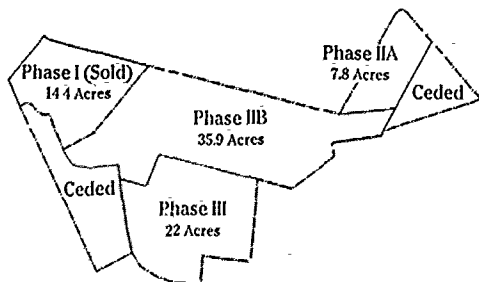 Phase I (Sold)
14.4 Acres
Phase IIA
7.8 Acres
Ceded
Phase IIB
35.9 Acres
Ceded
Phase III
22 Acres